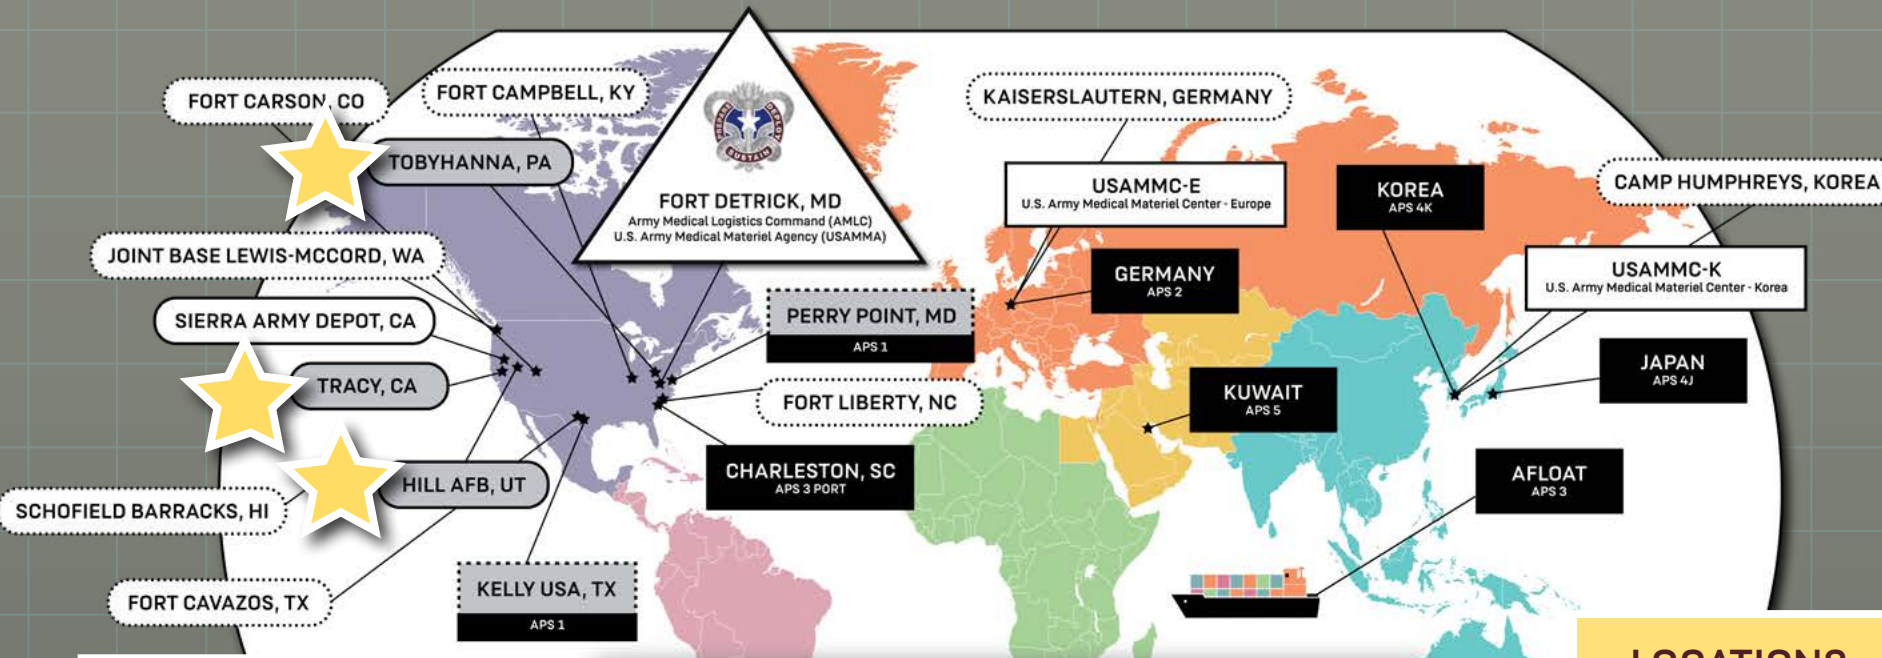 FORT CARSON, CO
FORT CAMPBELL, KY
TOBYHANNA, PA
PREPARE
DEPLOY
SUSTAIN
FORT DETRICK, MD
Army Medical Logistics Command (AMLC)
U.S. Army Medical Materiel Agency (USAMMA)
KAISERSLAUTERN, GERMANY
USAMMC-E
U.S. Army Medical Materiel Center - Europe
KOREA
APS 4K
CAMP HUMPHREYS, KOREA
JOINT BASE LEWIS-MCCORD, WA
GERMANY
APS 2
USAMMC-K
U.S. Army Medical Materiel Center - Korea
SIERRA ARMY DEPOT, CA
PERRY POINT, MD
APS 1
TRACY, CA
FORT LIBERTY, NC
KUWAIT
APS 5
JAPAN
APS 4J
HILL AFB, UT
CHARLESTON, SC
APS 3 PORT
AFLOAT
APS 3
SCHOFIELD BARRACKS, HI
KELLY USA, TX
APS 1
FORT CAVAZOS, TX
LOCATIONS